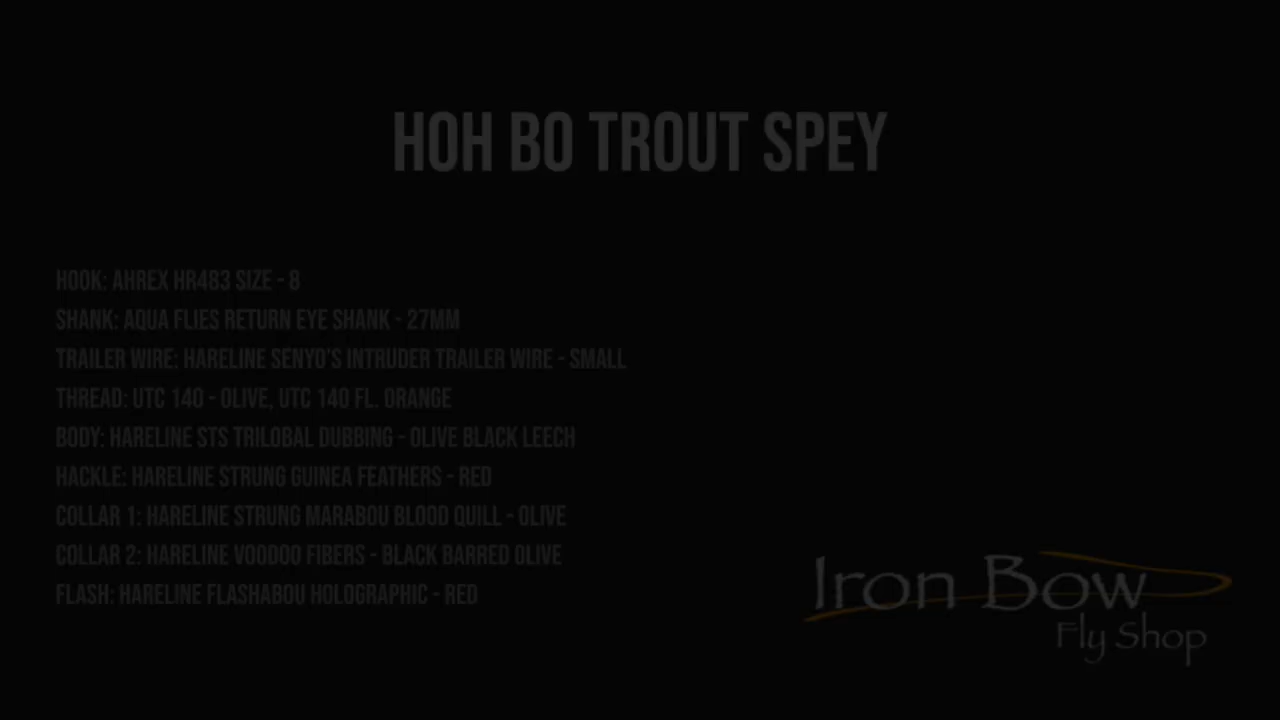 HOH BO TROUT SPEY
HOOK: AHREX HR483 SIZE - 8
SHANK: AQUA FLIES RETURN EYE SHANK - 27MM
TRAILER WIRE: HARELINE SENYO'S INTRUDER TRAILER WIRE - SMALL
THREAD: UTC 140 - OLIVE, UTC 140 FL. ORANGE
BODY: HARELINE STS TRILOBAL DUBBING - OLIVE BLACK LEECH
HACKLE: HARELINE STRUNG GUINEA FEATHERS - RED
COLLAR 1: HARELINE STRUNG MARABOU BLOOD QUILL - OLIVE
COLLAR 2: HARELINE VOODOO FIBERS - BLACK BARRED OLIVE
FLASH: HARELINE FLASHABOU HOLOGRAPHIC - RED
Iron Bow
Fly Shop